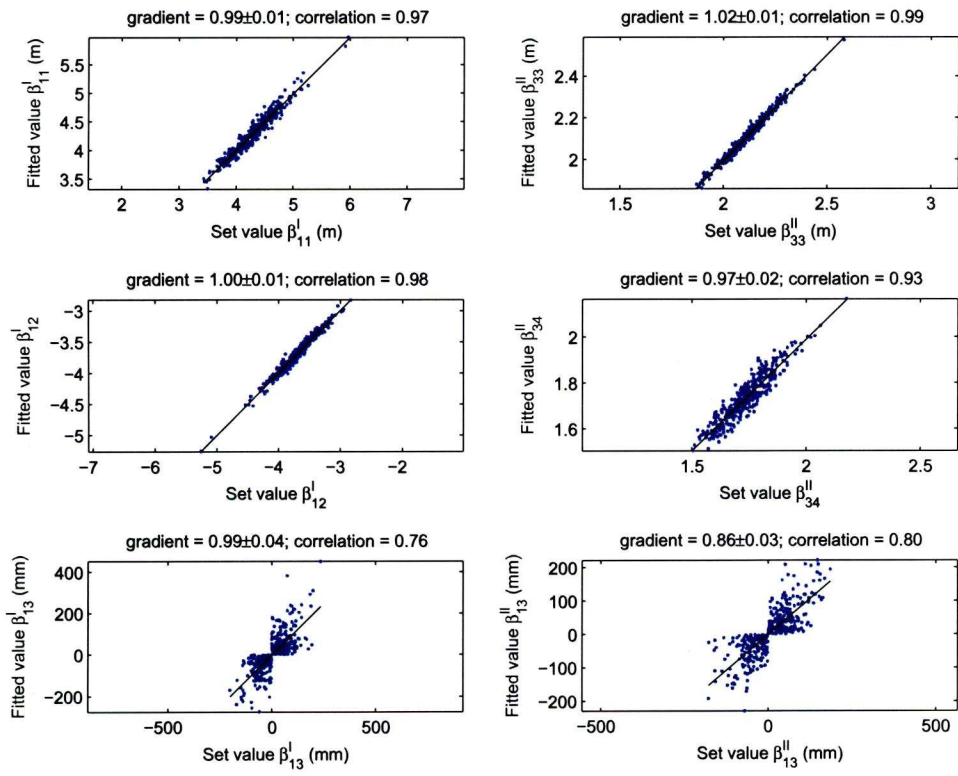 gradient = 0.99±0.01; correlation = 0.97
Fitted value β^I_11 (m)
5.5
5
4.5
4
3.5
2 3 4 5 6 7
Set value β^I_11 (m)
gradient = 1.02±0.01; correlation = 0.99
Fitted value β^II_33 (m)
2.4
2.2
2
1.5 2 2.5 3
Set value β^II_33 (m)
gradient = 1.00±0.01; correlation = 0.98
Fitted value β^I_12
−3
−3.5
−4
−4.5
−5
−7 −6 −5 −4 −3 −2
Set value β^I_12
gradient = 0.97±0.02; correlation = 0.93
Fitted value β^II_34
2
1.8
1.6
1.5 2 2.5
Set value β^II_34
gradient = 0.99±0.04; correlation = 0.76
Fitted value β^I_13 (mm)
400
200
0
−200
−500 0 500
Set value β^I_13 (mm)
gradient = 0.86±0.03; correlation = 0.80
Fitted value β^II_13 (mm)
200
100
0
−100
−200
−500 0 500
Set value β^II_13 (mm)